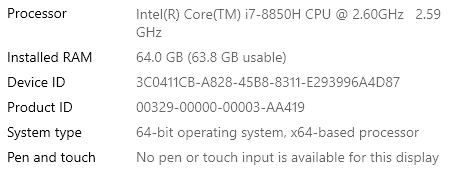 Processor Intel(R) Core(TM) i7-8850H CPU @ 2.60GHz 2.59
GHz
Installed RAM 64.0 GB (63.8 GB usable)
Device ID 3C0411CB-A828-45B8-8311-E293996A4D87
Product ID 00329-00000-00003-AA419
System type 64-bit operating system, x64-based processor
Pen and touch No pen or touch input is available for this display